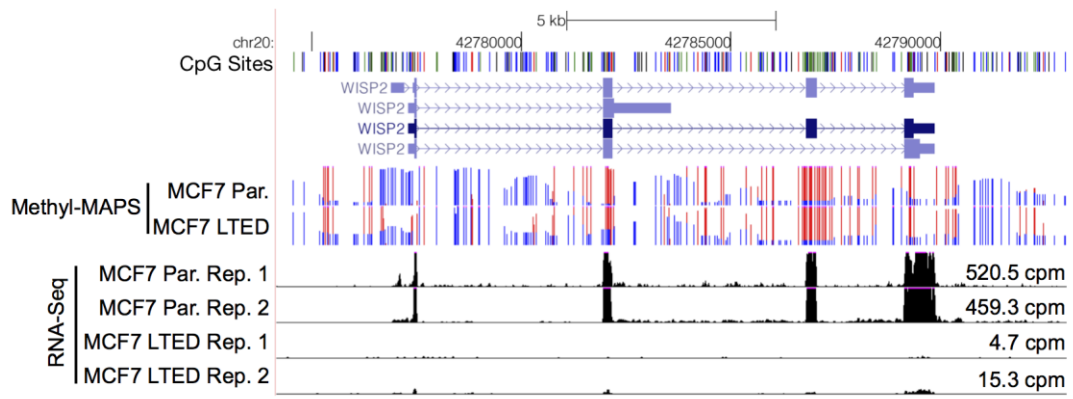 5 kb
chr20: 42780000 42785000 42790000
CpG Sites
WISP2
WISP2
WISP2
WISP2
Methyl-MAPS
MCF7 Par.
MCF7 LTED
RNA-Seq
MCF7 Par. Rep. 1 520.5 cpm
MCF7 Par. Rep. 2 459.3 cpm
MCF7 LTED Rep. 1 4.7 cpm
MCF7 LTED Rep. 2 15.3 cpm